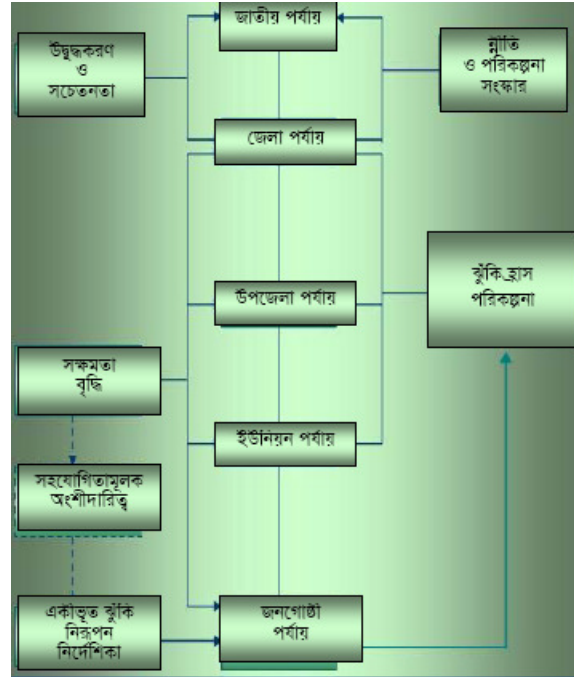 জাতীয় পর্যায়
উদ্বুদ্ধকরণ
ও
সচেতনতা
নীতি
ও পরিকল্পনা
সংস্কার
জেলা পর্যায়
ঝুঁকি হ্রাস
পরিকল্পনা
উপজেলা পর্যায়
সক্ষমতা
বৃদ্ধি
ইউনিয়ন পর্যায়
সহযোগিতামূলক
অংশীদারিত্ব
একীভূত ঝুঁকি
নিরূপন
নির্দেশিকা
জনগোষ্ঠী
পর্যায়